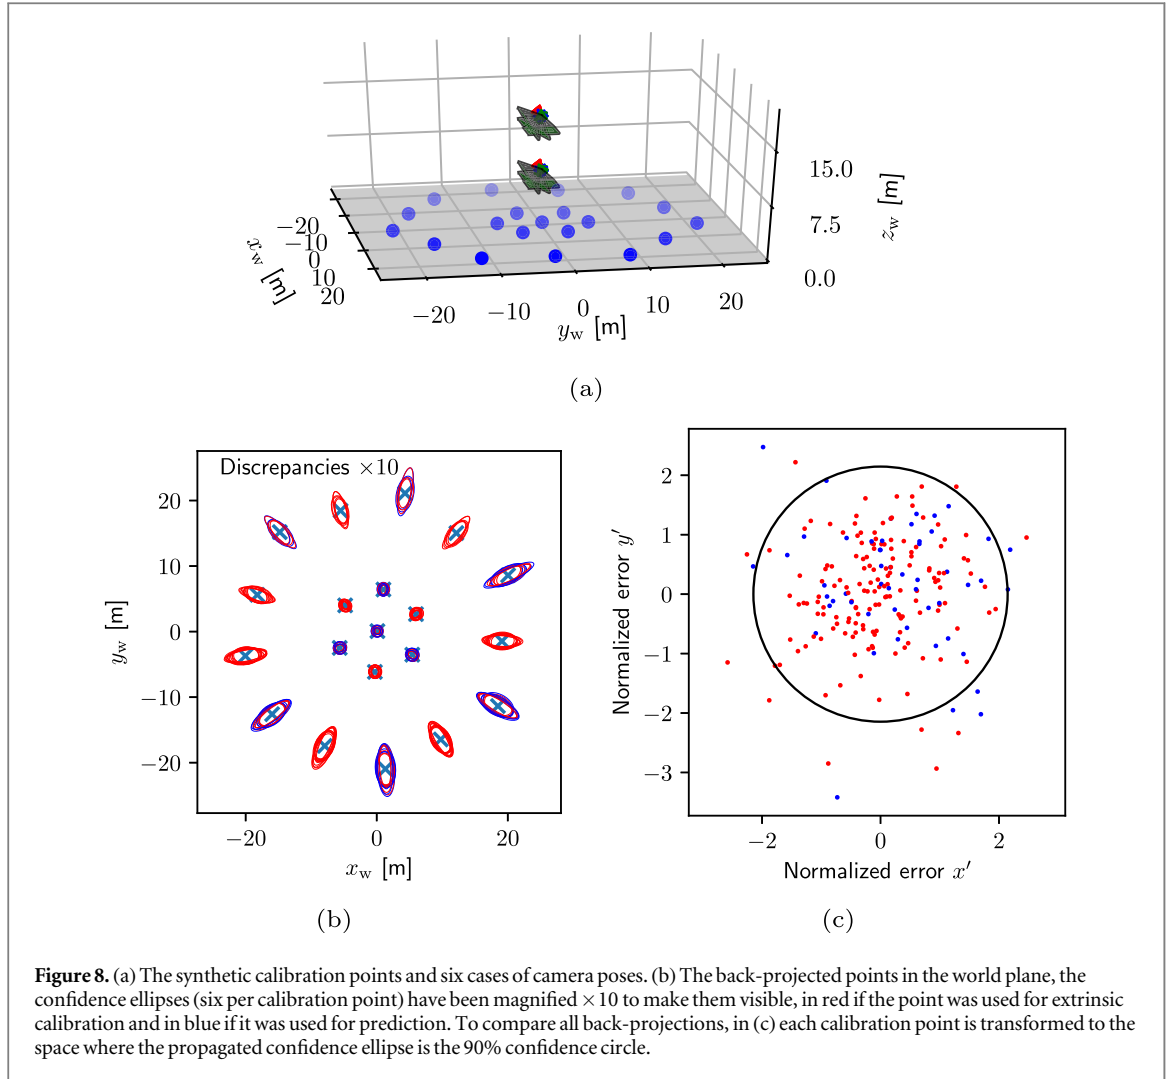 15.0
7.5
0.0
z_w [m]
−20
−10
0
10
20
x_w [m]
−20
−10
0
10
20
y_w [m]
(a)
Discrepancies ×10
20
10
0
−10
−20
y_w [m]
−20
0
20
x_w [m]
(b)
2
1
0
−1
−2
−3
Normalized error y′
−2
0
2
Normalized error x′
(c)
Figure 8. (a) The synthetic calibration points and six cases of camera poses. (b) The back-projected points in the world plane, the
confidence ellipses (six per calibration point) have been magnified ×10 to make them visible, in red if the point was used for extrinsic
calibration and in blue if it was used for prediction. To compare all back-projections, in (c) each calibration point is transformed to the
space where the propagated confidence ellipse is the 90% confidence circle.